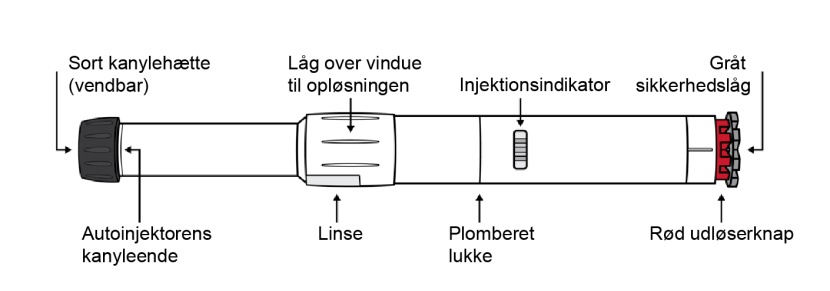 Sort kanylehætte
(vendbar)
Låg over vindue
til opløsningen
Injektionsindikator
Gråt
sikkerhedslåg
Autoinjektorens
kanyleende
Linse
Plomberet
lukke
Rød udløserknap